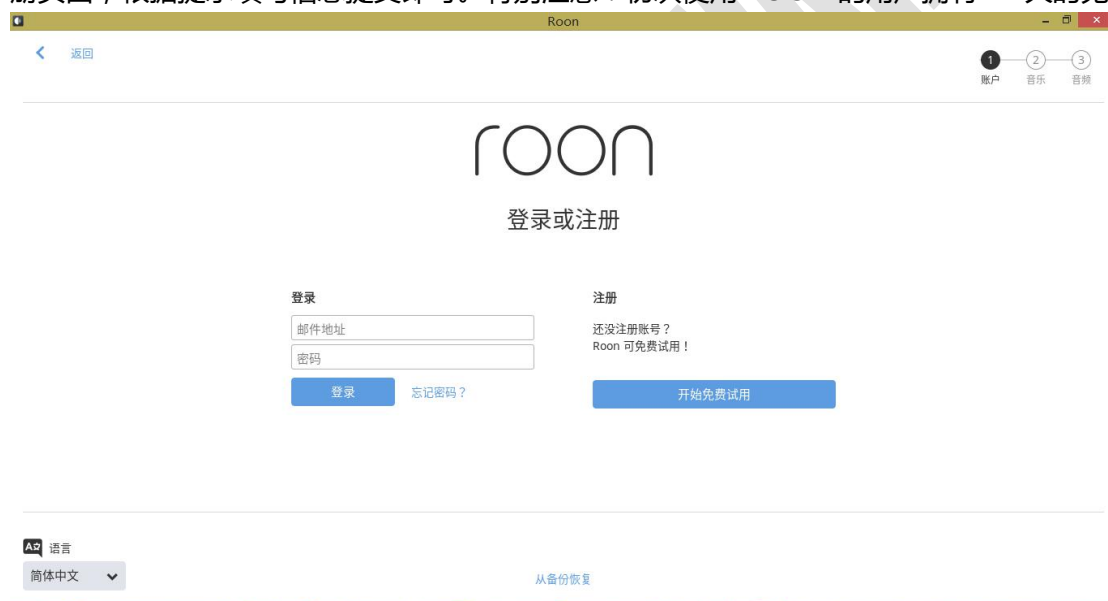 Roon
返回
1 2 3
账户 音乐 音频
roon
登录或注册
登录
邮件地址
密码
登录 忘记密码？
注册
还没注册账号？
Roon 可免费试用！
开始免费试用
语言
简体中文
从备份恢复